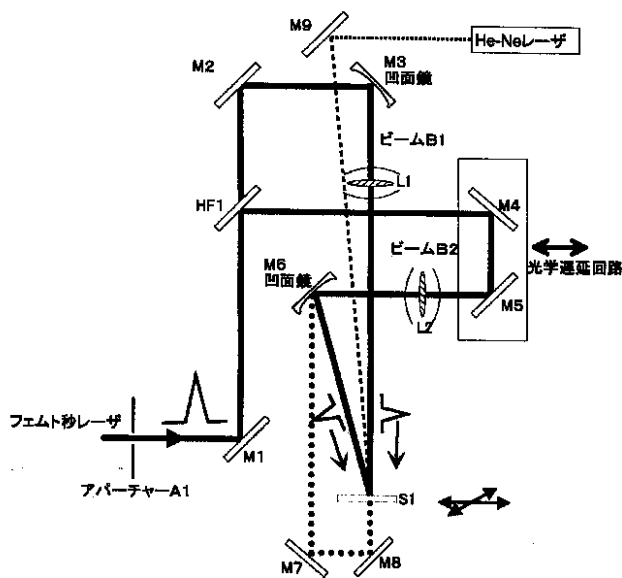 M9
He-Neレーザ
M2
M3
凹面鏡
ビームB1
L1
HF1
M4
ビームB2
光学遅延回路
M6
凹面鏡
L2
M5
フェムト秒レーザ
M1
アパーチャーA1
S1
M7
M8